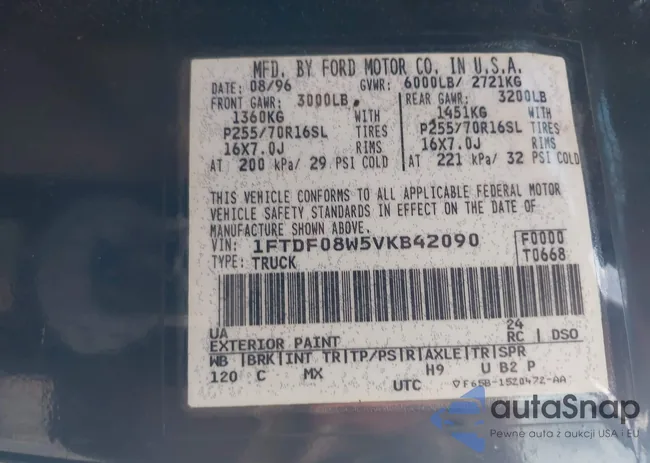 MFD. BY FORD MOTOR CO. IN U.S.A.
DATE: 08/96 GVWR: 6000LB/ 2721KG
FRONT GAWR: 3000LB REAR GAWR: 3200LB
1360KG WITH 1451KG WITH
P255/70R16SL TIRES P255/70R16SL TIRES
16X7.0J RIMS 16X7.0J RIMS
AT 200 kPa/ 29 PSI COLD AT 221 kPa/ 32 PSI COLD
THIS VEHICLE CONFORMS TO ALL APPLICABLE FEDERAL MOTOR
VEHICLE SAFETY STANDARDS IN EFFECT ON THE DATE OF
MANUFACTURE SHOWN ABOVE.
VIN: 1FTDF08W5VKB42090 F0000
TYPE: TRUCK T0668
UA 24
EXTERIOR PAINT RC DSO
WB BRK INT TR TP/PS R AXLE TR SPR
120 C MX H9 U B2 P
UTC ▽F65B-1520472-AA
autaSnap
Pewne auta z aukcji USA i EU